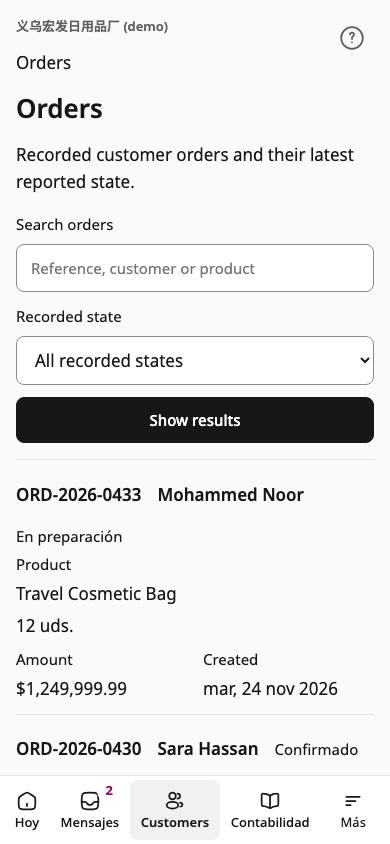 义乌宏发日用品厂 (demo)
Orders
Orders
Recorded customer orders and their latest
reported state.
Search orders
Reference, customer or product
Recorded state
All recorded states
Show results
ORD-2026-0433 Mohammed Noor
En preparación
Product
Travel Cosmetic Bag
12 uds.
Amount Created
$1,249,999.99 mar, 24 nov 2026
ORD-2026-0430 Sara Hassan Confirmado
2
Hoy Mensajes Customers Contabilidad Más